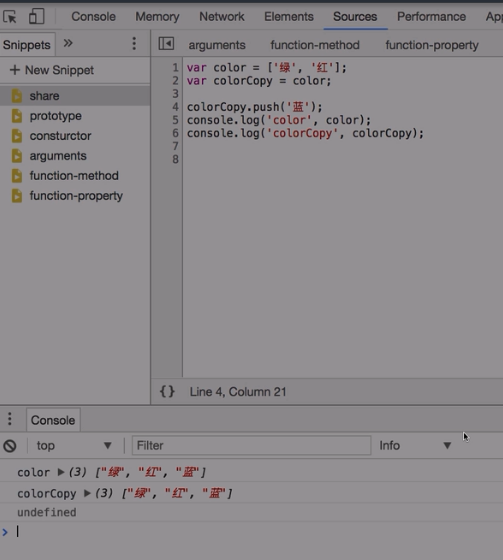 Console Memory Network Elements Sources Performance Ap
Snippets » arguments function-method function-property
+ New Snippet
share
prototype
consturctor
arguments
function-method
function-property
1 var color = ['绿', '红'];
2 var colorCopy = color;
3
4 colorCopy.push('蓝');
5 console.log('color', color);
6 console.log('colorCopy', colorCopy);
7
8
{} Line 4, Column 21
Console
top ▼ Filter Info ▼
color ▶ (3) ["绿", "红", "蓝"]
colorCopy ▶ (3) ["绿", "红", "蓝"]
undefined
>